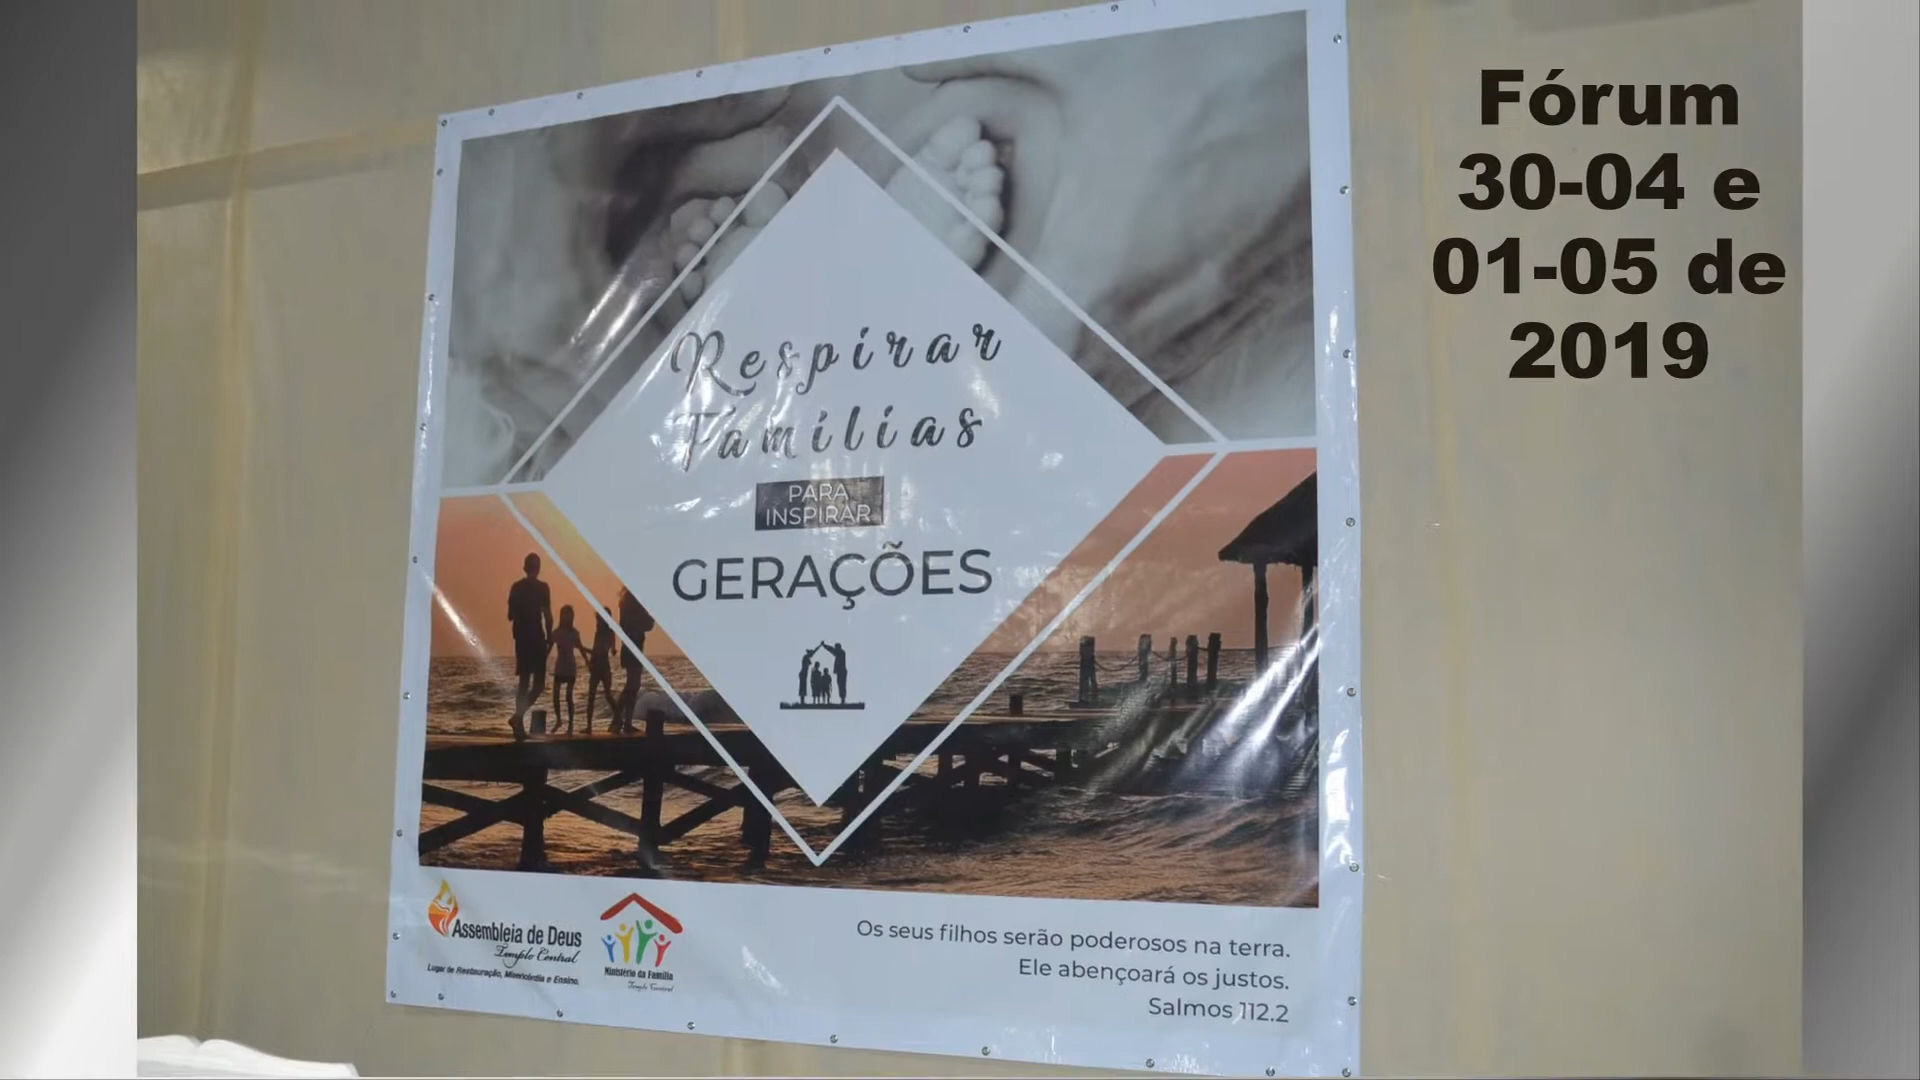 Fórum
30-04 e
01-05 de
2019
Respirar
Famílias
PARA
INSPIRAR
GERAÇÕES
Assembleia de Deus
Templo Central
Lugar de Restauração, Misericórdia e Ensino.
Ministério da Família
Templo Central
Os seus filhos serão poderosos na terra.
Ele abençoará os justos.
Salmos 112.2